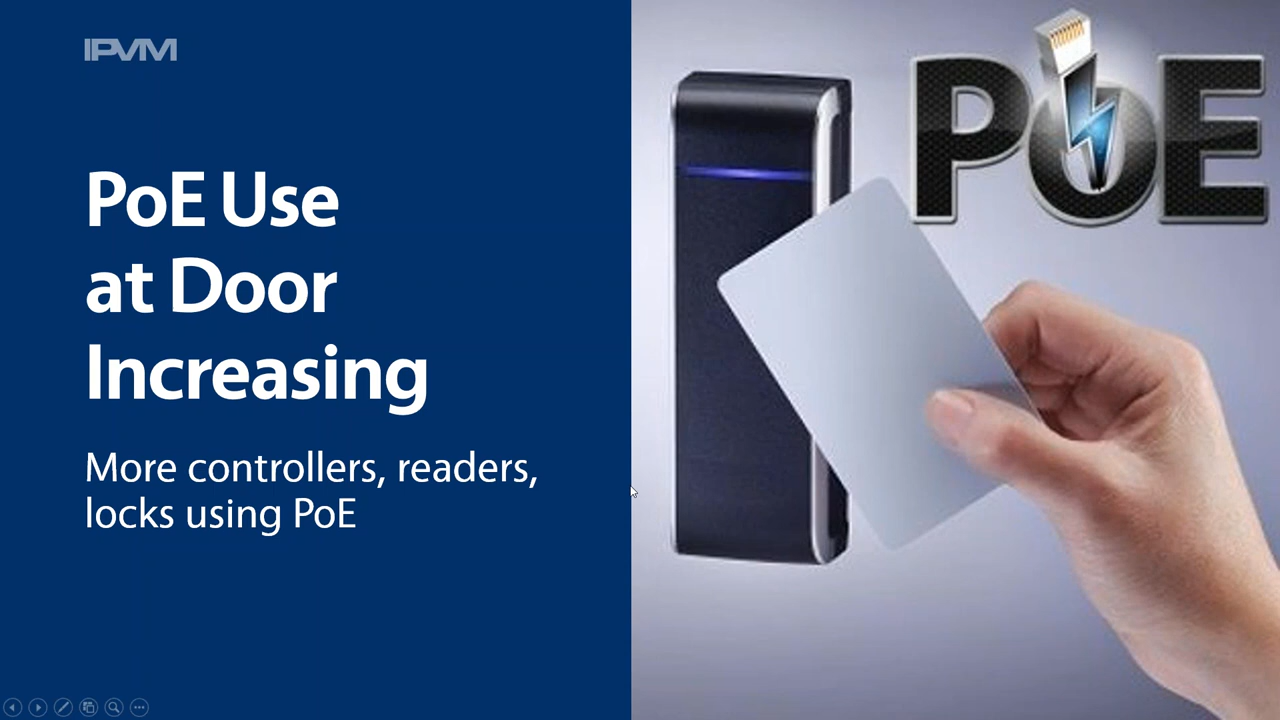 IPVM
PoE Use
at Door
Increasing
More controllers, readers,
locks using PoE
POE